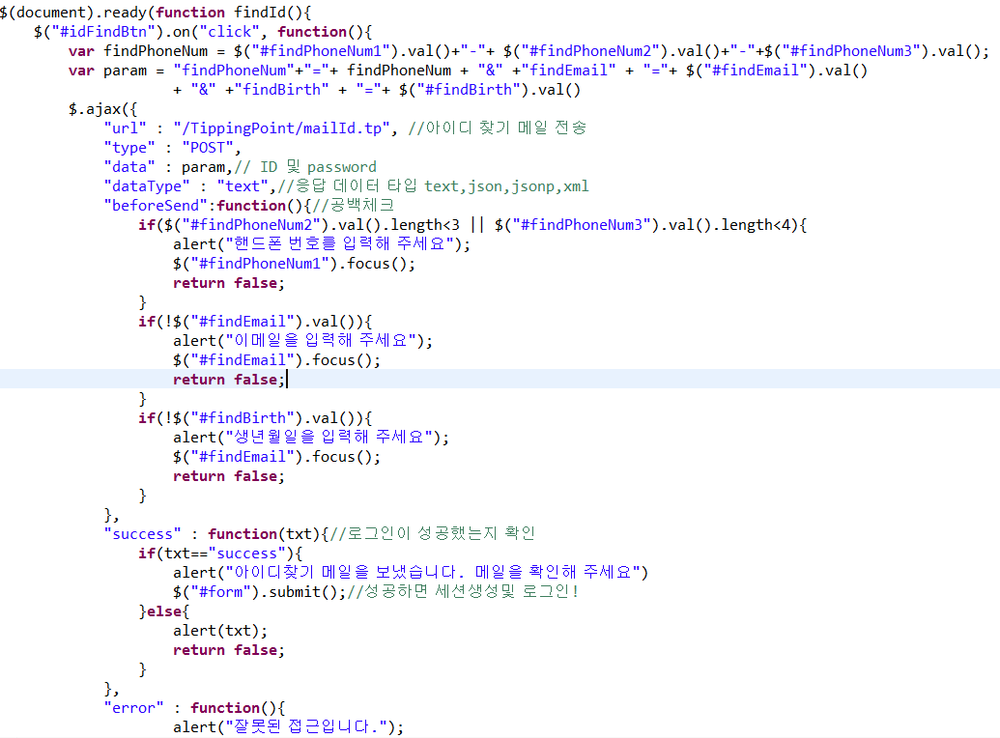 $(document).ready(function findId(){
$("#idFindBtn").on("click", function(){
var findPhoneNum = $("#findPhoneNum1").val()+"-"+ $("#findPhoneNum2").val()+"-"+$("#findPhoneNum3").val();
var param = "findPhoneNum"+"="+ findPhoneNum + "&" +"findEmail" + "="+ $("#findEmail").val()
+ "&" +"findBirth" + "="+ $("#findBirth").val()
$.ajax({
"url" : "/TippingPoint/mailId.tp", //아이디 찾기 메일 전송
"type" : "POST",
"data" : param,// ID 및 password
"dataType" : "text",//응답 데이터 타입 text,json,jsonp,xml
"beforeSend":function(){//공백체크
if($("#findPhoneNum2").val().length<3 || $("#findPhoneNum3").val().length<4){
alert("핸드폰 번호를 입력해 주세요");
$("#findPhoneNum1").focus();
return false;
}
if(!$("#findEmail").val()){
alert("이메일을 입력해 주세요");
$("#findEmail").focus();
return false;
}
if(!$("#findBirth").val()){
alert("생년월일을 입력해 주세요");
$("#findEmail").focus();
return false;
}
},
"success" : function(txt){//로그인이 성공했는지 확인
if(txt=="success"){
alert("아이디찾기 메일을 보냈습니다. 메일을 확인해 주세요")
$("#form").submit();//성공하면 세션생성및 로그인!
}else{
alert(txt);
return false;
}
},
"error" : function(){
alert("잘못된 접근입니다.");